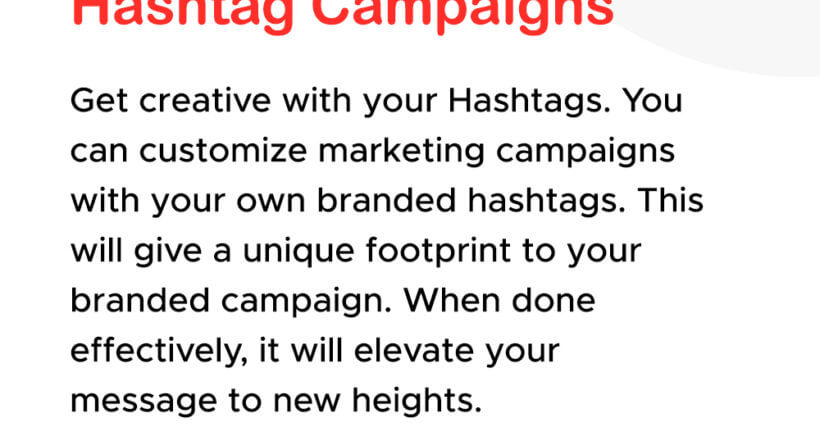 Hashtag Campaigns
Get creative with your Hashtags. You
can customize marketing campaigns
with your own branded hashtags. This
will give a unique footprint to your
branded campaign. When done
effectively, it will elevate your
message to new heights.